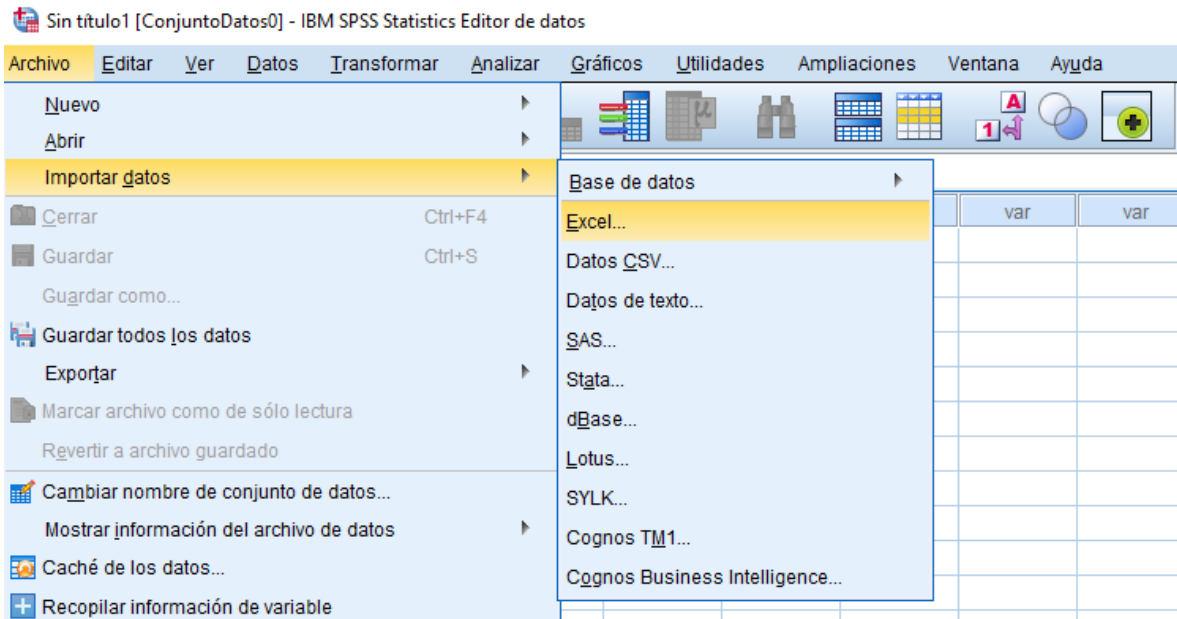 Sin título1 [ConjuntoDatos0] - IBM SPSS Statistics Editor de datos
Archivo Editar Ver Datos Transformar Analizar Gráficos Utilidades Ampliaciones Ventana Ayuda
Nuevo
Abrir
Importar datos
Cerrar Ctrl+F4
Guardar Ctrl+S
Guardar como...
Guardar todos los datos
Exportar
Marcar archivo como de sólo lectura
Revertir a archivo guardado
Cambiar nombre de conjunto de datos...
Mostrar información del archivo de datos
Caché de los datos...
Recopilar información de variable
Base de datos
Excel...
Datos CSV...
Datos de texto...
SAS...
Stata...
dBase...
Lotus...
SYLK...
Cognos TM1...
Cognos Business Intelligence...
μ
A
1
var var